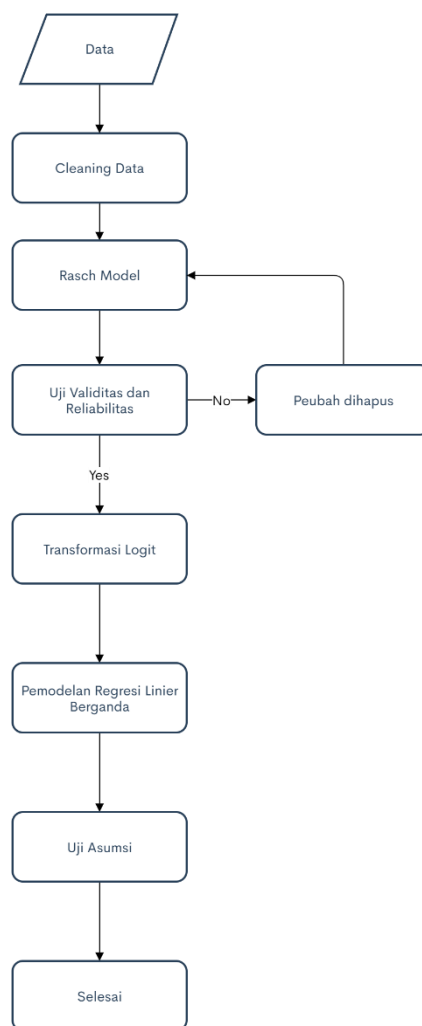 Data
Cleaning Data
Rasch Model
Uji Validitas dan
Reliabilitas
No
Peubah dihapus
Yes
Transformasi Logit
Pemodelan Regresi Linier
Berganda
Uji Asumsi
Selesai